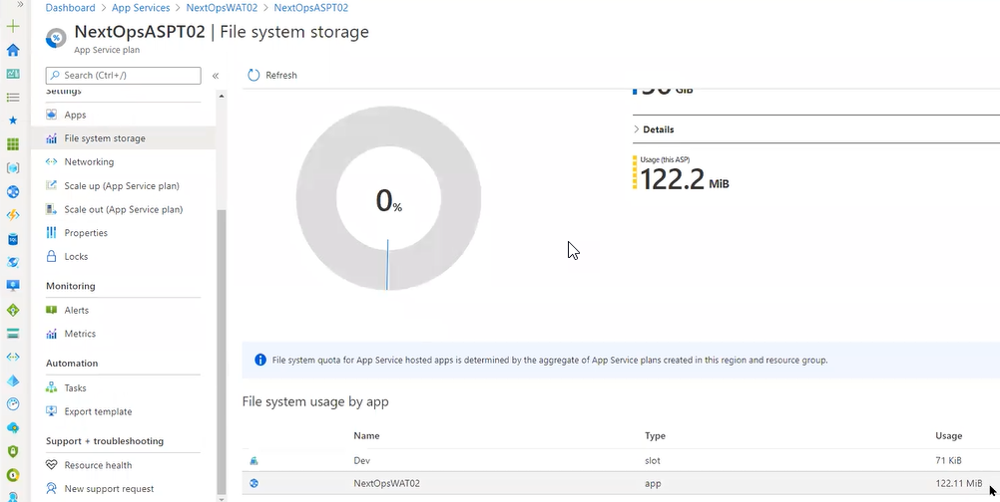 Dashboard > App Services > NextOpsWAT02 > NextOpsASPT02
NextOpsASPT02 | File system storage
App Service plan
Search (Ctrl+/)
«
Refresh
Settings
Apps
File system storage
Networking
Scale up (App Service plan)
Scale out (App Service plan)
Properties
Locks
Monitoring
Alerts
Metrics
Automation
Tasks
Export template
Support + troubleshooting
Resource health
New support request
GiB
Details
Usage (this ASP)
122.2 MiB
0%
File system quota for App Service hosted apps is determined by the aggregate of App Service plans created in this region and resource group.
File system usage by app
Name Type Usage
Dev slot 71 KiB
NextOpsWAT02 app 122.11 MiB